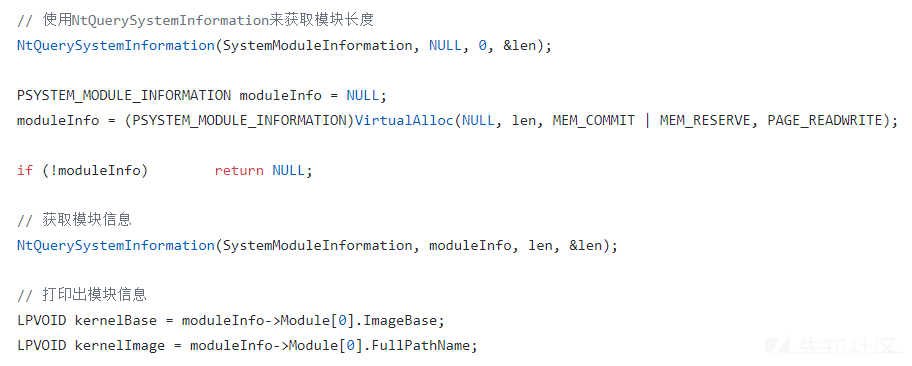 // 使用NtQuerySystemInformation来获取模块长度
NtQuerySystemInformation(SystemModuleInformation, NULL, 0, &len);
PSYSTEM_MODULE_INFORMATION moduleInfo = NULL;
moduleInfo = (PSYSTEM_MODULE_INFORMATION)VirtualAlloc(NULL, len, MEM_COMMIT | MEM_RESERVE, PAGE_READWRITE);
if (!moduleInfo)        return NULL;
// 获取模块信息
NtQuerySystemInformation(SystemModuleInformation, moduleInfo, len, &len);
// 打印出模块信息
LPVOID kernelBase = moduleInfo->Module[0].ImageBase;
LPVOID kernelImage = moduleInfo->Module[0].FullPathName;
先知社区